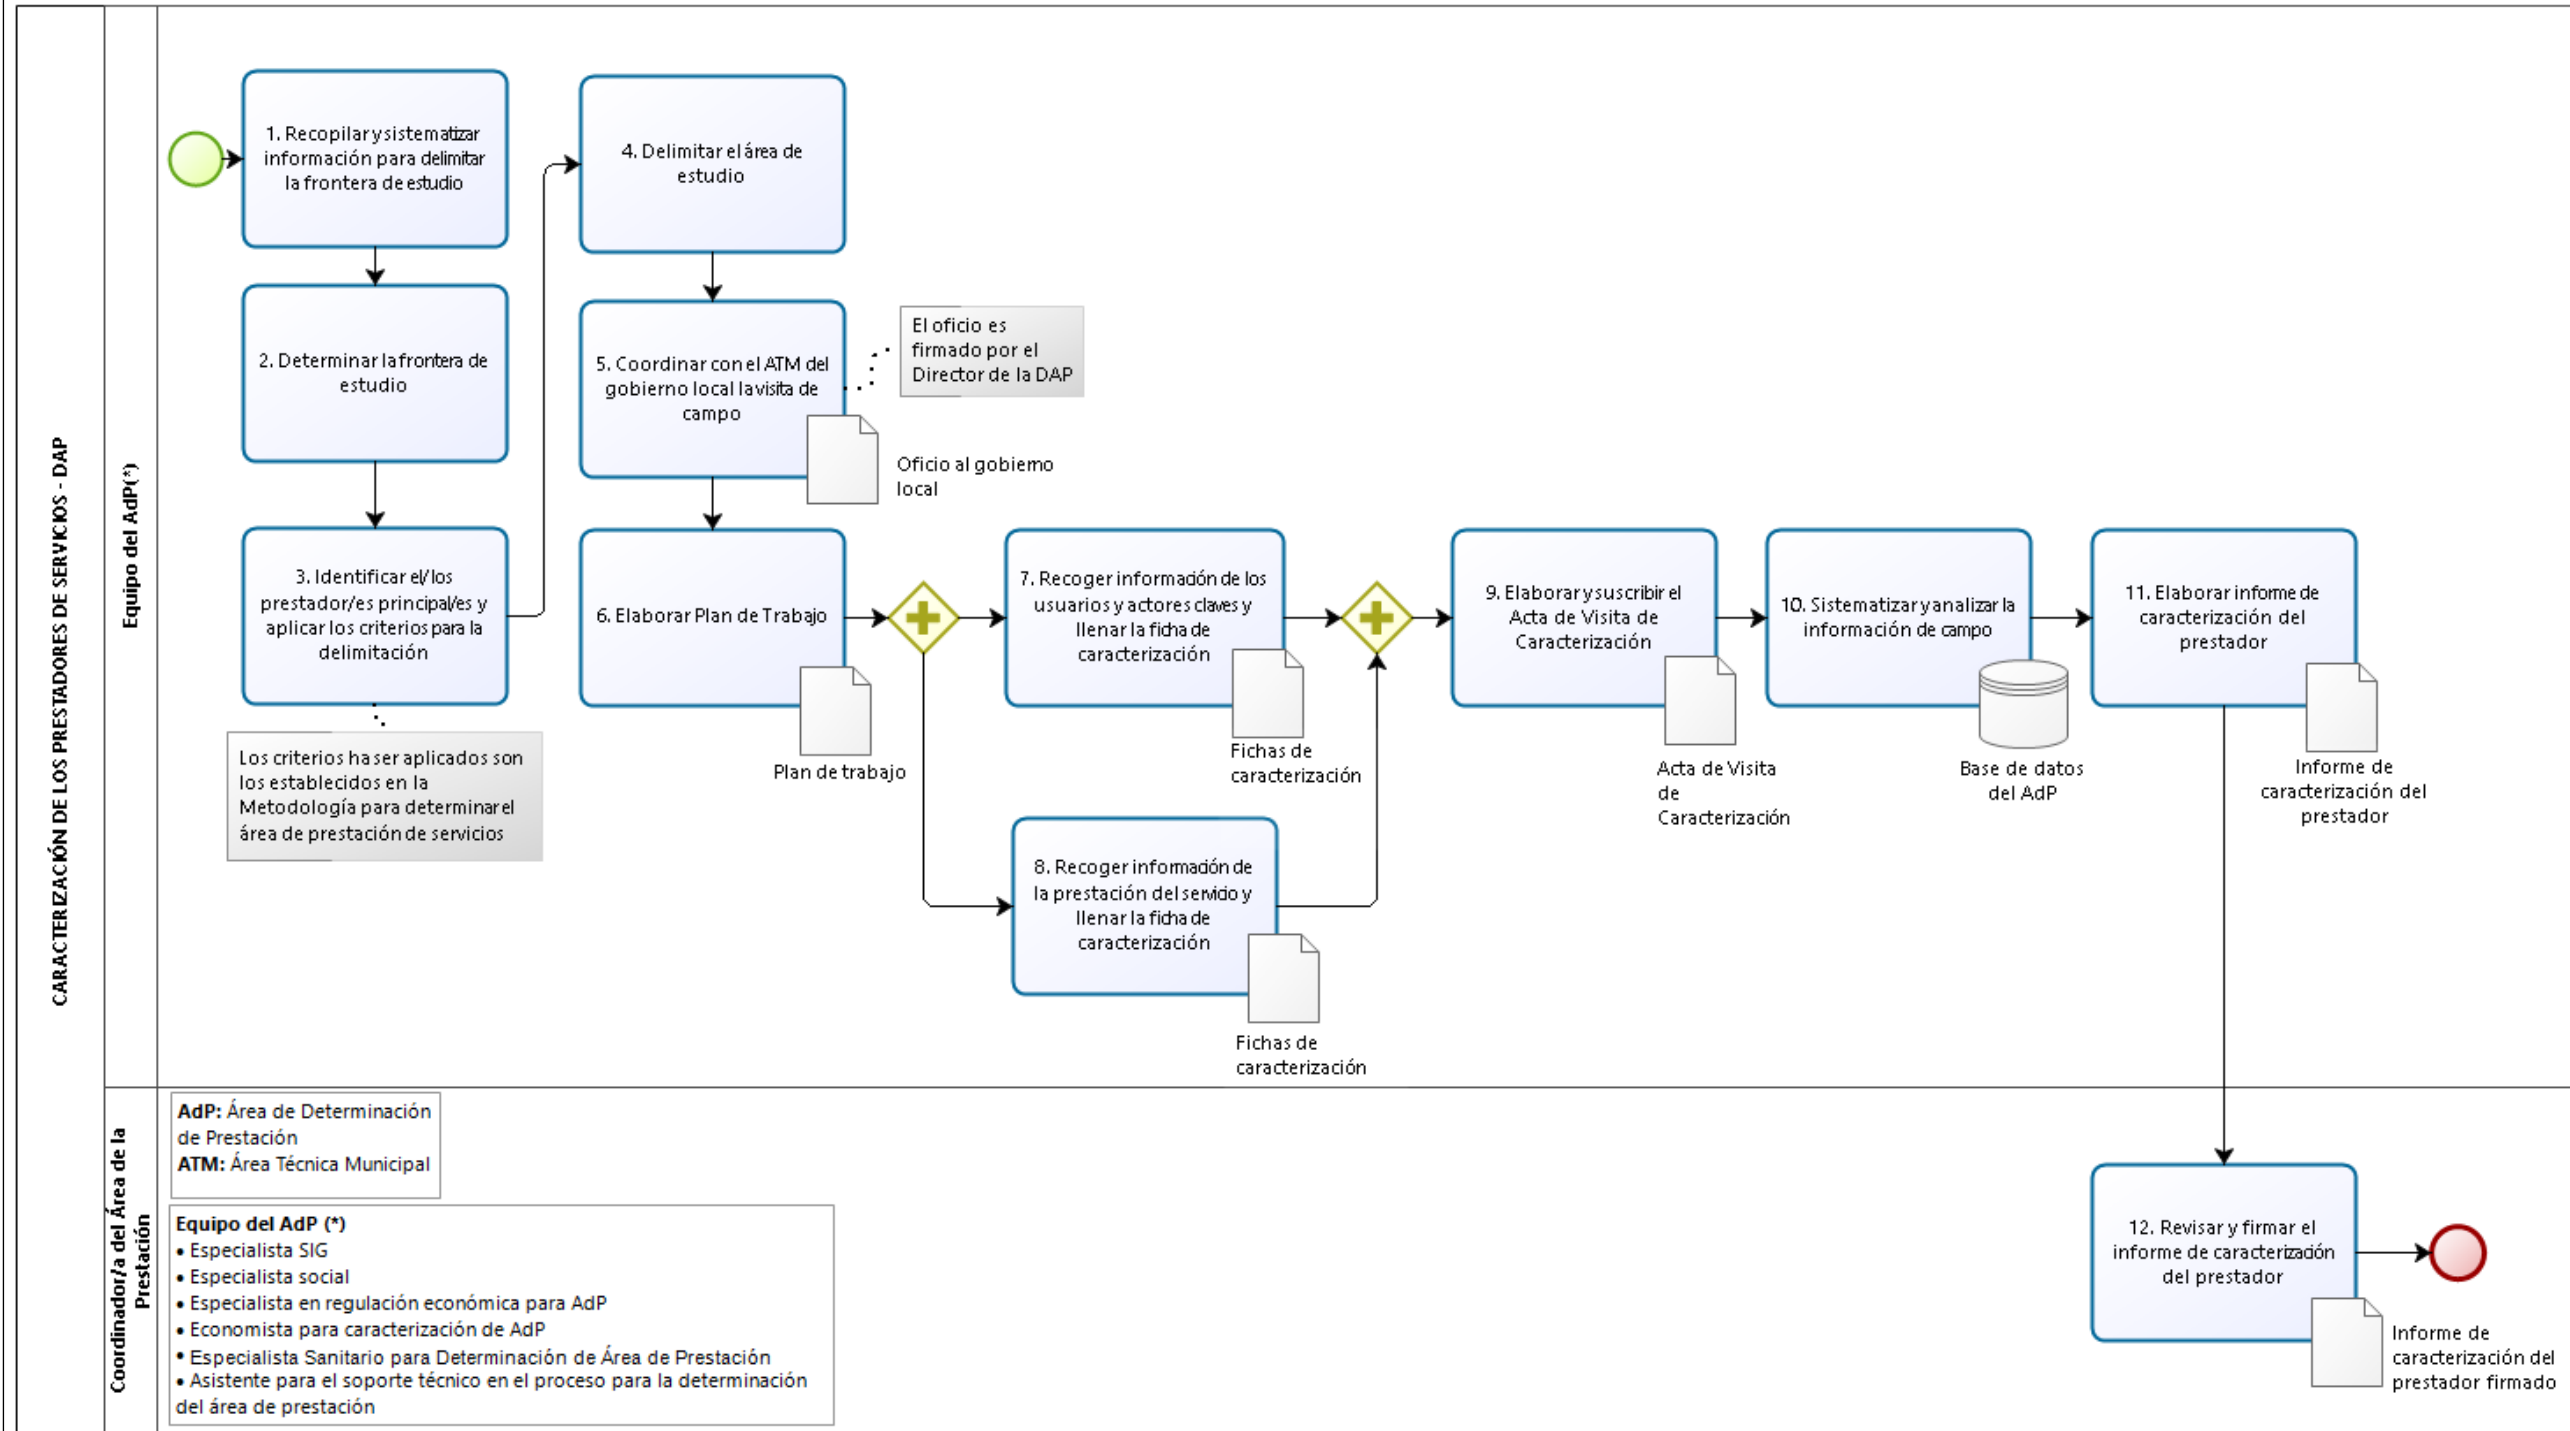 CARACTERIZACIÓN DE LOS PRESTADORES DE SERVICIOS - DAP
Equipo del AdP(*)
1. Recopilar y sistematizar
información para delimitar
la frontera de estudio
2. Determinar la frontera de
estudio
3. Identificar el/los
prestador/es principal/es y
aplicar los criterios para la
delimitación
Los criterios ha ser aplicados son
los establecidos en la
Metodología para determinar el
área de prestación de servicios
4. Delimitar el área de
estudio
5. Coordinar con el ATM del
gobierno local la visita de
campo
El oficio es
firmado por el
Director de la DAP
Oficio al gobierno
local
6. Elaborar Plan de Trabajo
Plan de trabajo
7. Recoger información de los
usuarios y actores claves y
llenar la ficha de
caracterización
Fichas de
caracterización
8. Recoger información de
la prestación del servicio y
llenar la ficha de
caracterización
Fichas de
caracterización
9. Elaborar y suscribir el
Acta de Visita de
Caracterización
Acta de Visita
de
Caracterización
10. Sistematizar y analizar la
información de campo
Base de datos
del AdP
11. Elaborar informe de
caracterización del
prestador
Informe de
caracterización del
prestador
Coordinador/a del Área de la
Prestación
AdP: Área de Determinación
de Prestación
ATM: Área Técnica Municipal
Equipo del AdP (*)
• Especialista SIG
• Especialista social
• Especialista en regulación económica para AdP
• Economista para caracterización de AdP
• Especialista Sanitario para Determinación de Área de Prestación
• Asistente para el soporte técnico en el proceso para la determinación
del área de prestación
12. Revisar y firmar el
informe de caracterización
del prestador
Informe de
caracterización del
prestador firmado